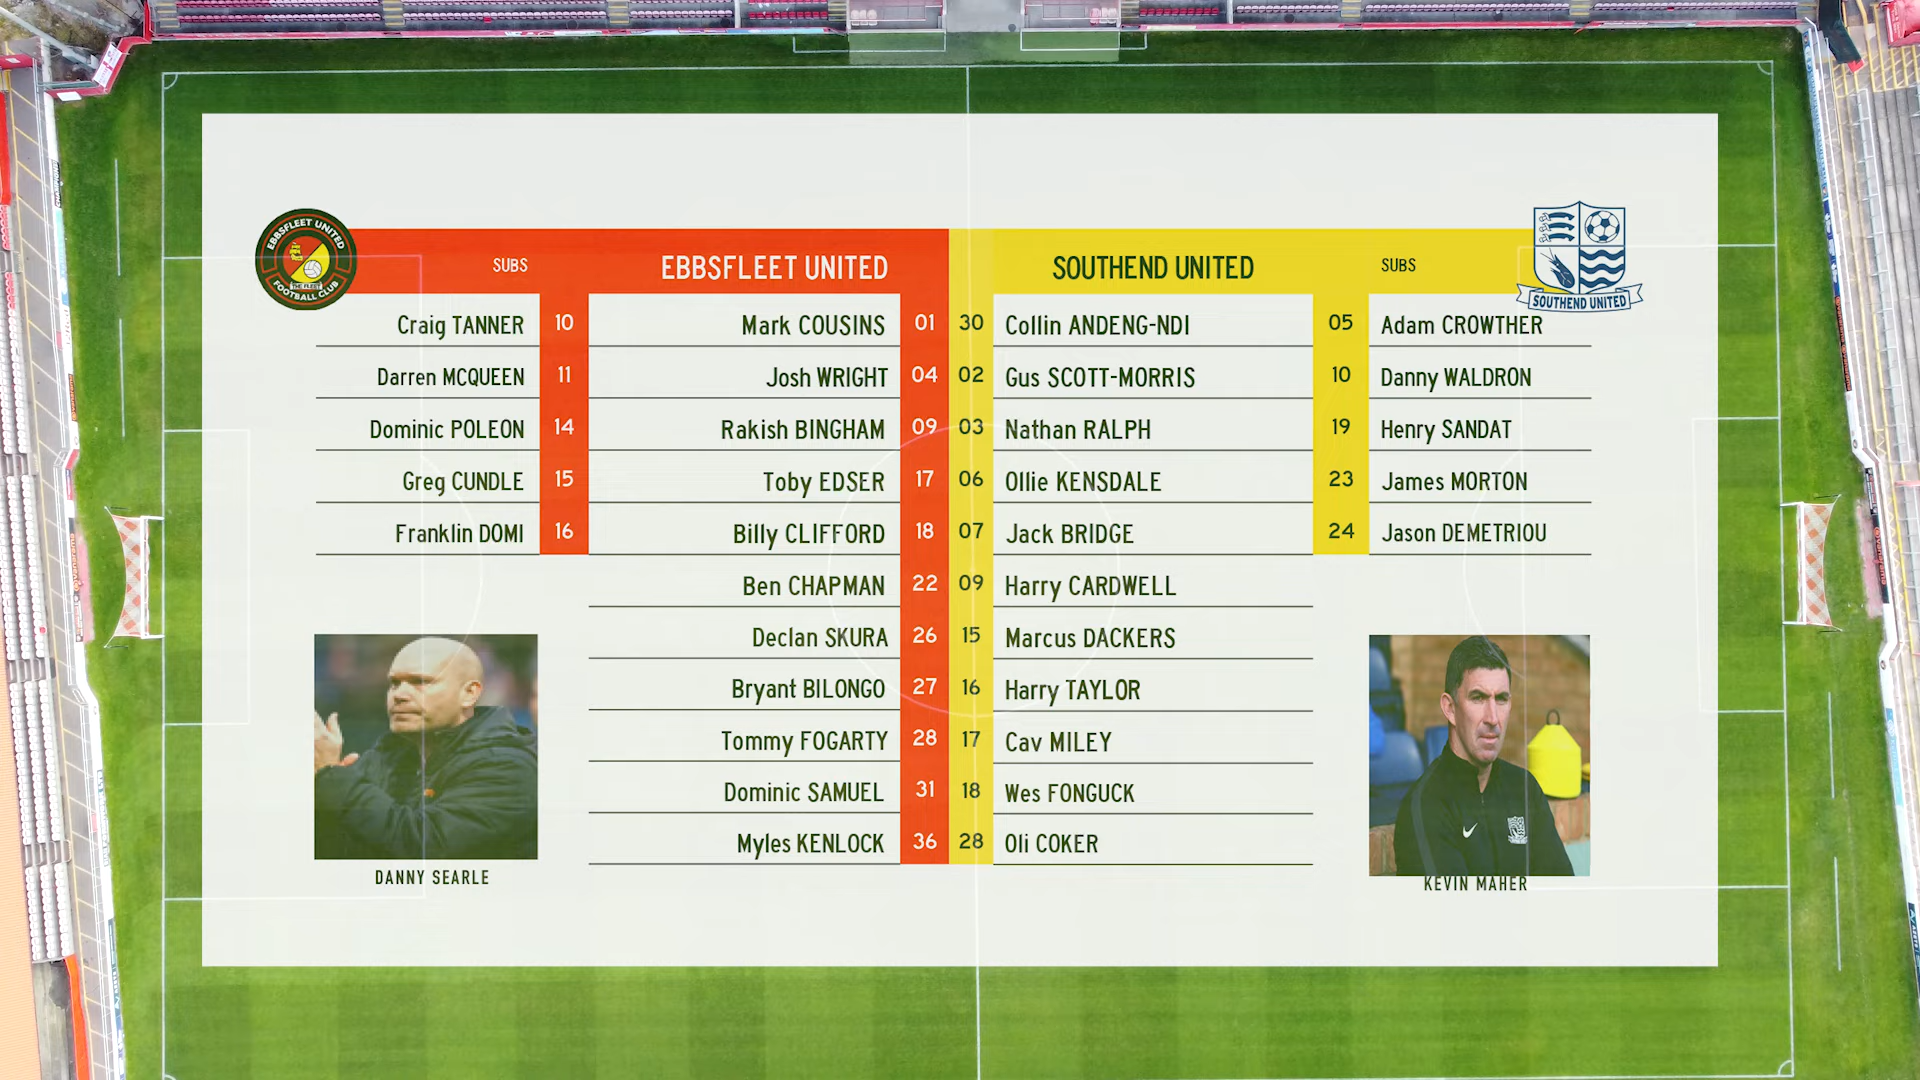 EBBSFLEET UNITED
THE FLEET
FOOTBALL CLUB
SUBS
EBBSFLEET UNITED
SOUTHEND UNITED
SUBS
SOUTHEND UNITED
Craig TANNER 10
Darren MCQUEEN 11
Dominic POLEON 14
Greg CUNDLE 15
Franklin DOMI 16
Mark COUSINS 01
Josh WRIGHT 04
Rakish BINGHAM 09
Toby EDSER 17
Billy CLIFFORD 18
Ben CHAPMAN 22
Declan SKURA 26
Bryant BILONGO 27
Tommy FOGARTY 28
Dominic SAMUEL 31
Myles KENLOCK 36
30 Collin ANDENG-NDI
02 Gus SCOTT-MORRIS
03 Nathan RALPH
06 Ollie KENSDALE
07 Jack BRIDGE
09 Harry CARDWELL
15 Marcus DACKERS
16 Harry TAYLOR
17 Cav MILEY
18 Wes FONGUCK
28 Oli COKER
05 Adam CROWTHER
10 Danny WALDRON
19 Henry SANDAT
23 James MORTON
24 Jason DEMETRIOU
DANNY SEARLE
KEVIN MAHER